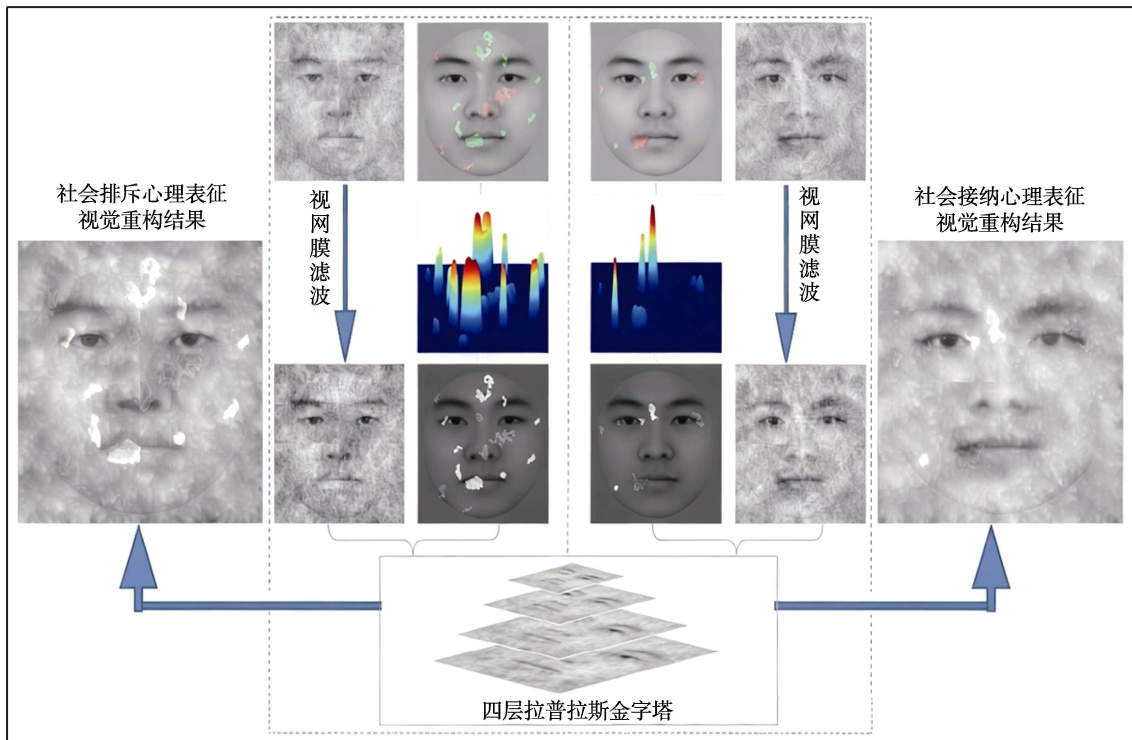 社会排斥心理表征
视觉重构结果
视网膜滤波
视网膜滤波
社会接纳心理表征
视觉重构结果
四层拉普拉斯金字塔